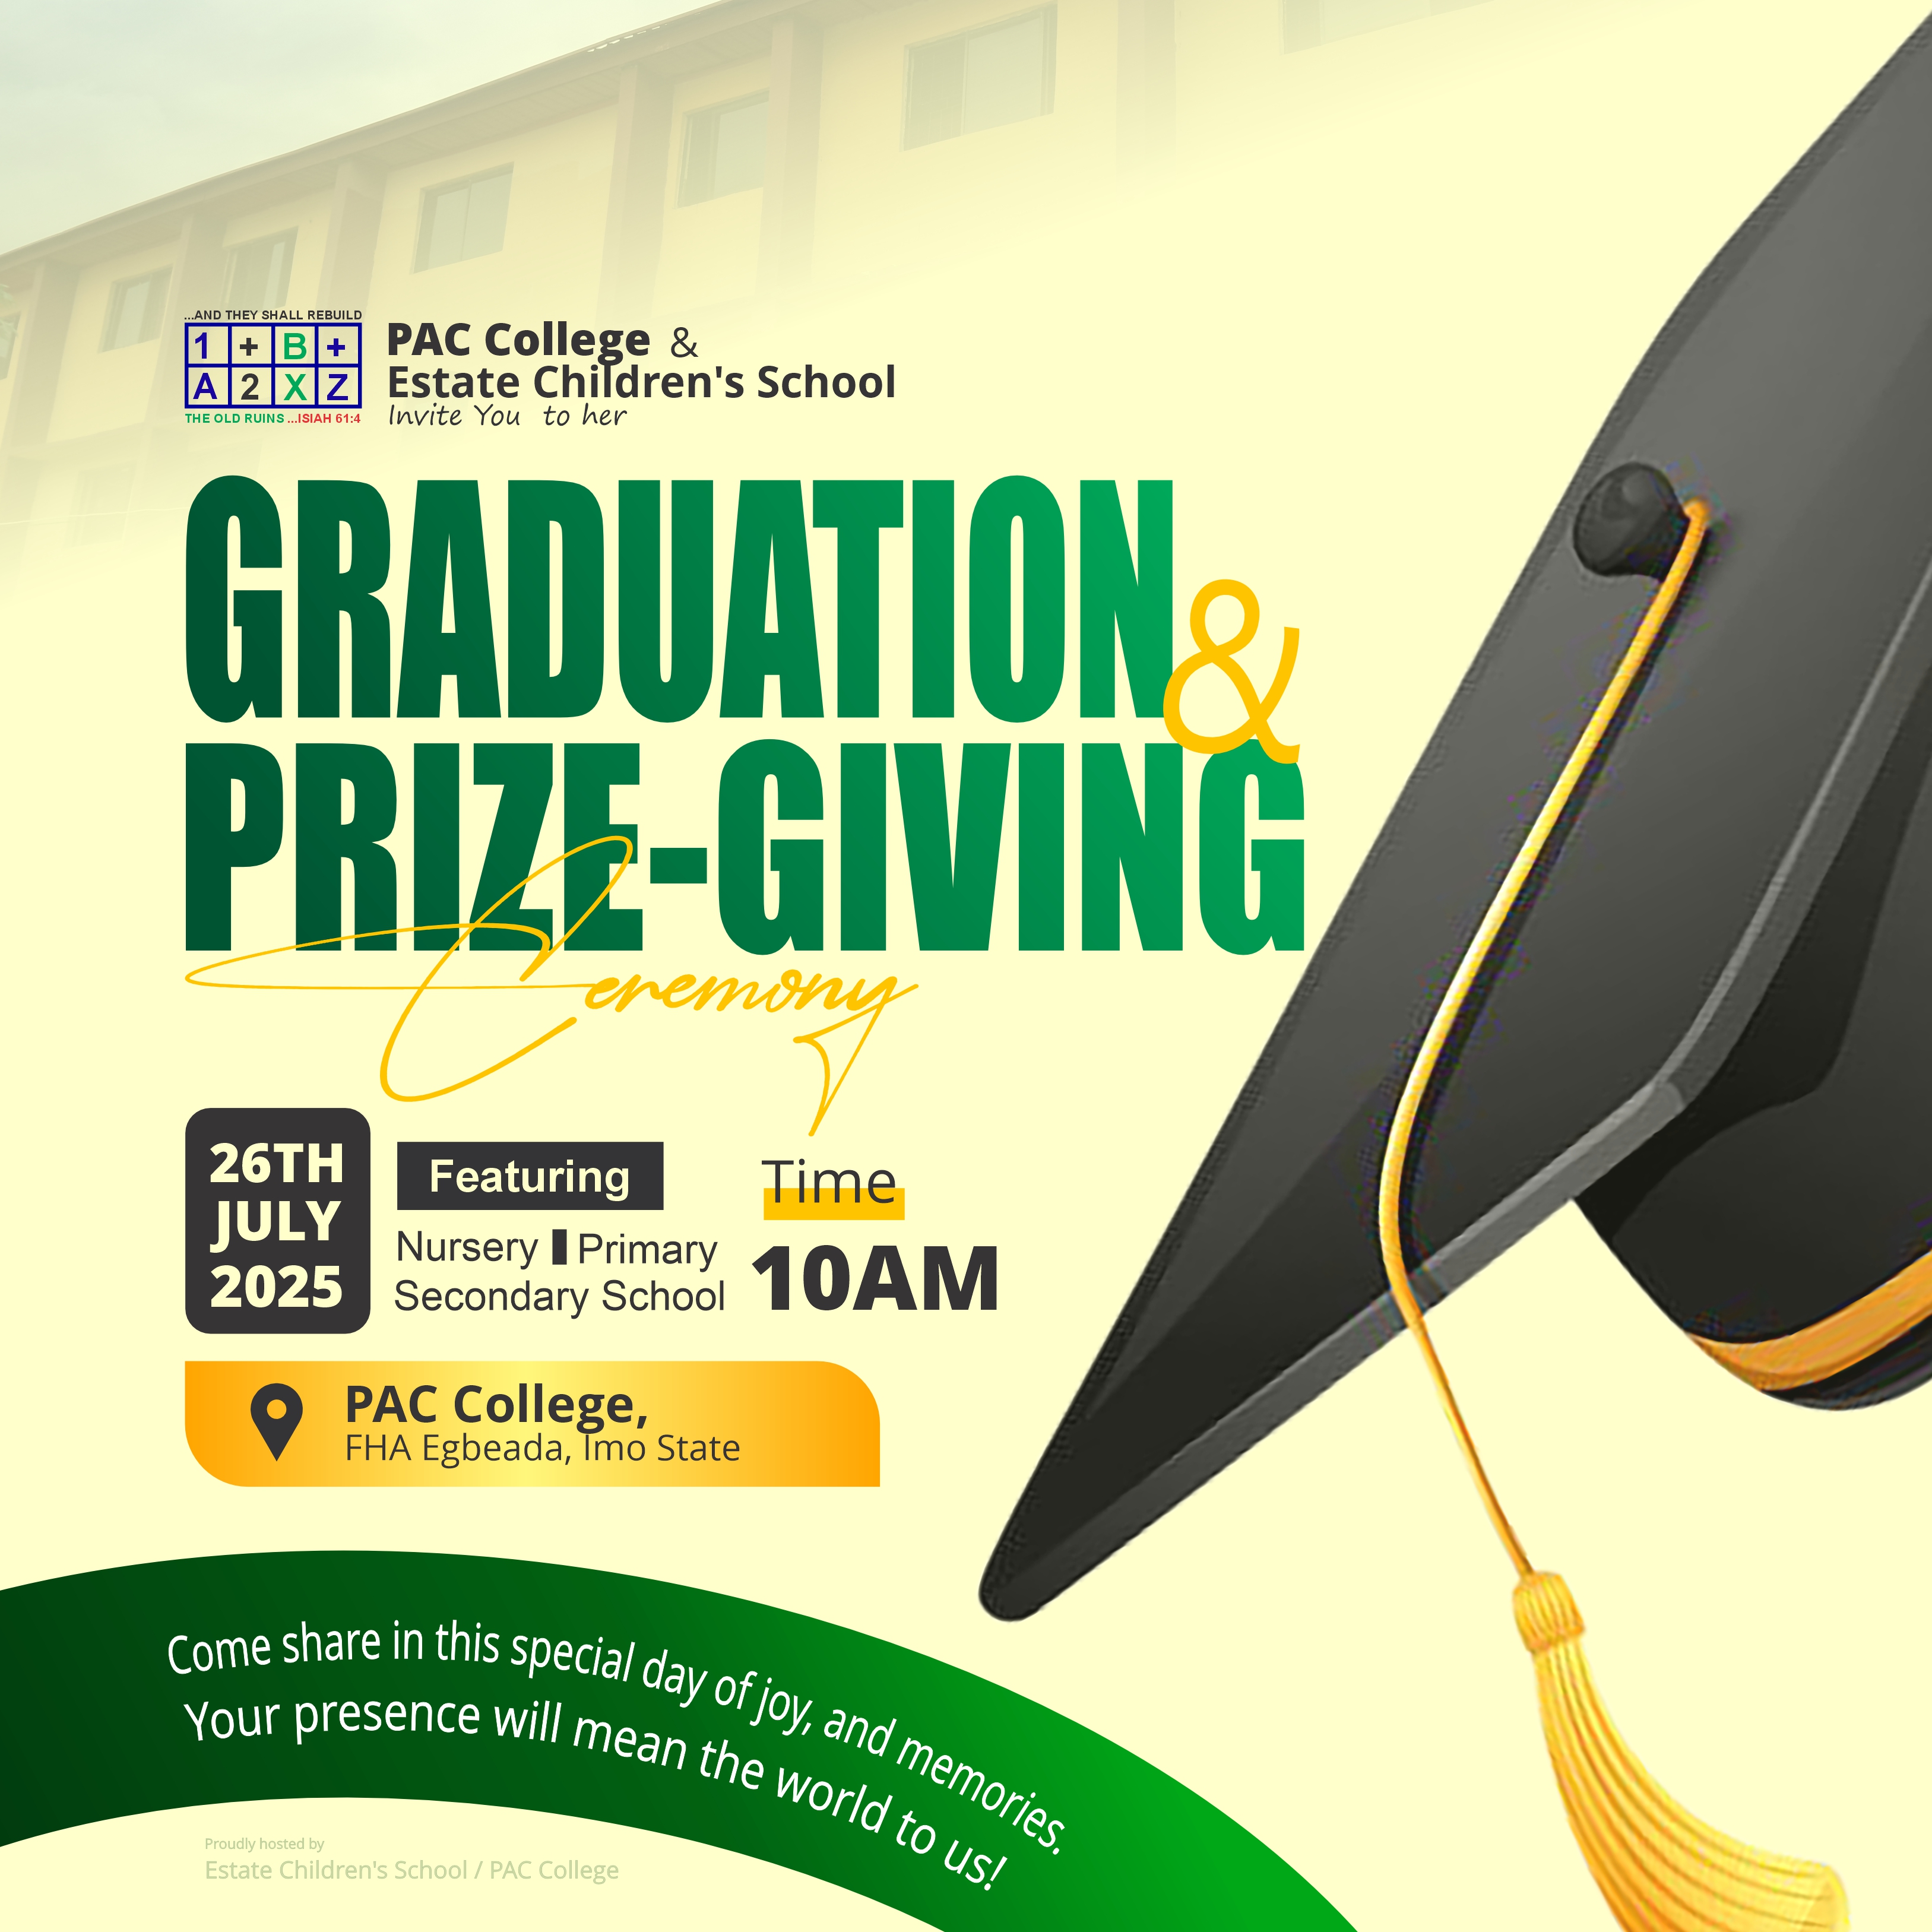 ...AND THEY SHALL REBUILD
1 + B +
A 2 X Z
THE OLD RUINS ...ISIAH 61:4
PAC College &
Estate Children's School
Invite You to her
GRADUATION
&
PRIZE-GIVING
Ceremony
26TH
JULY
2025
Featuring
Nursery Primary
Secondary School
Time
10AM
PAC College,
FHA Egbeada, Imo State
Come share in this special day of joy, and memories.
Your presence will mean the world to us!
Proudly hosted by
Estate Children's School / PAC College